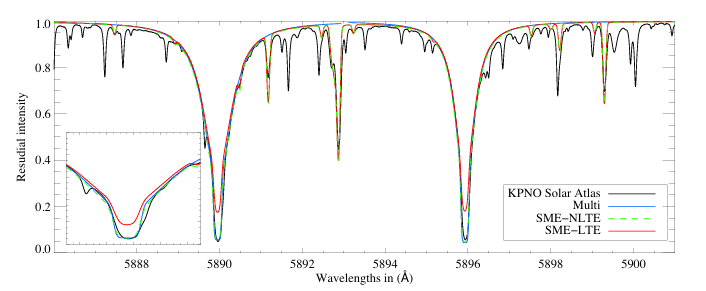 1.0
0.8
0.6
0.4
0.2
0.0
Resudial intensity
KPNO Solar Atlas
Multi
SME−NLTE
SME−LTE
5888 5890 5892 5894 5896 5898 5900
Wavelengths in (Å)